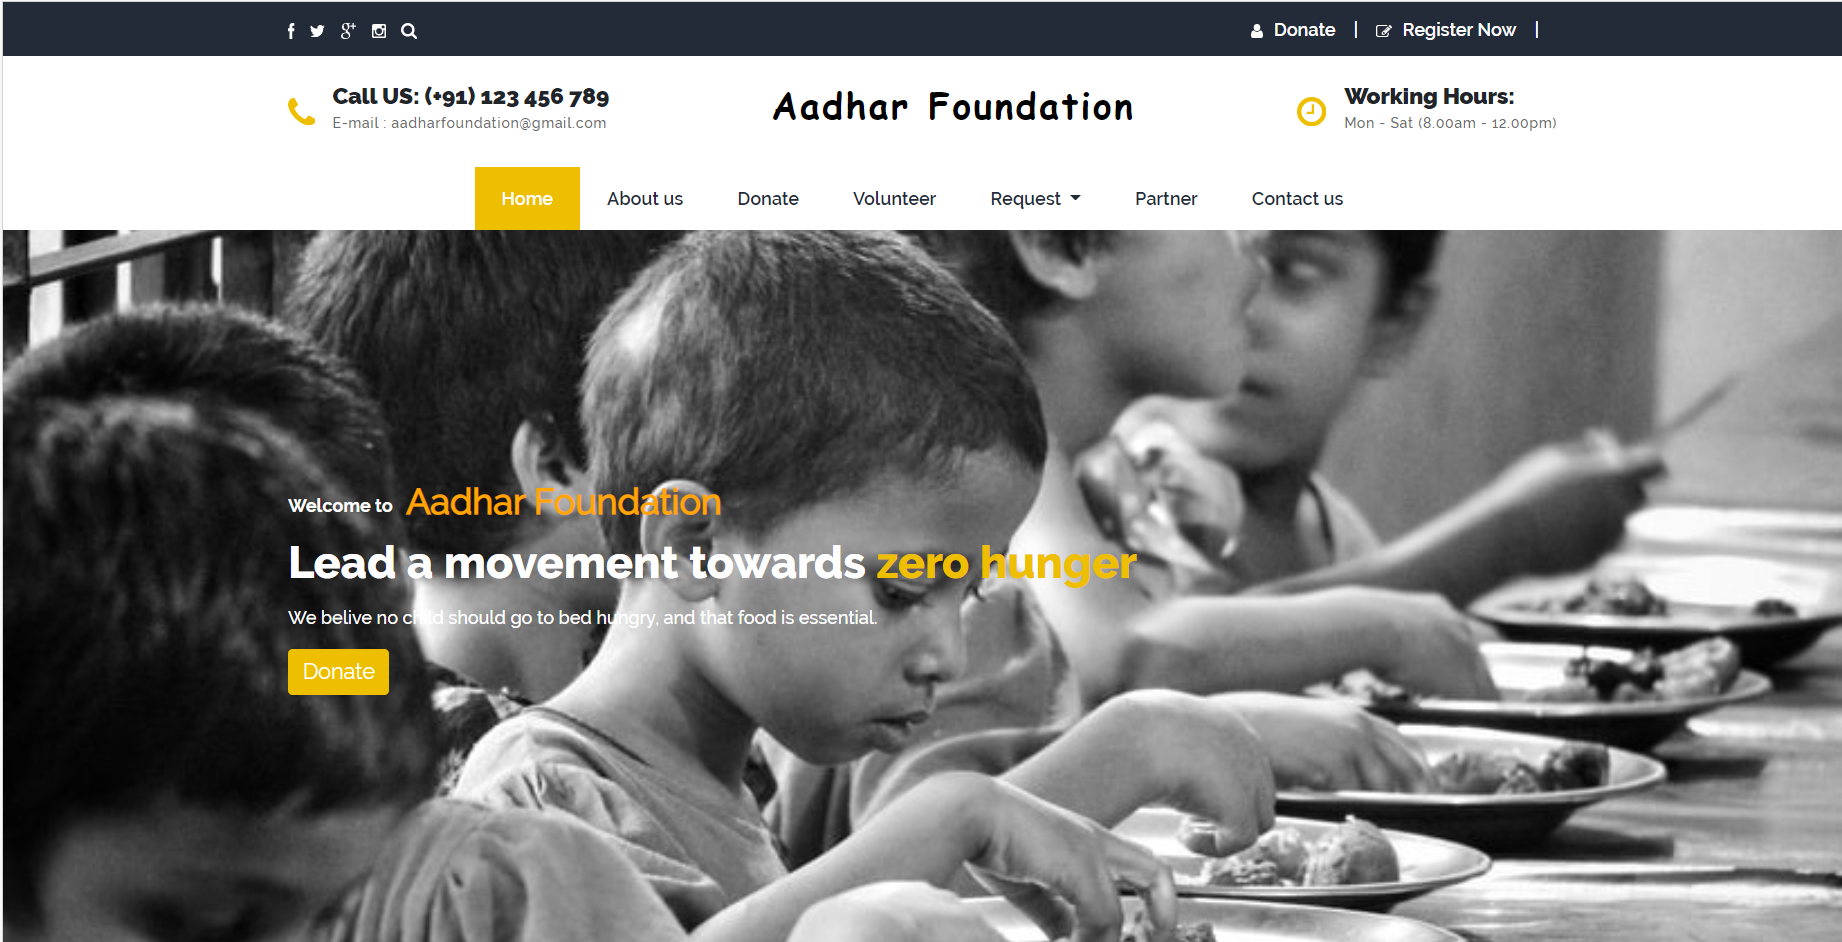 Donate | Register Now |
Call US: (+91) 123 456 789
E-mail : aadharfoundation@gmail.com
Aadhar Foundation
Working Hours:
Mon - Sat (8.00am - 12.00pm)
Home About us Donate Volunteer Request Partner Contact us
Welcome to Aadhar Foundation
Lead a movement towards zero hunger
We belive no child should go to bed hungry, and that food is essential.
Donate